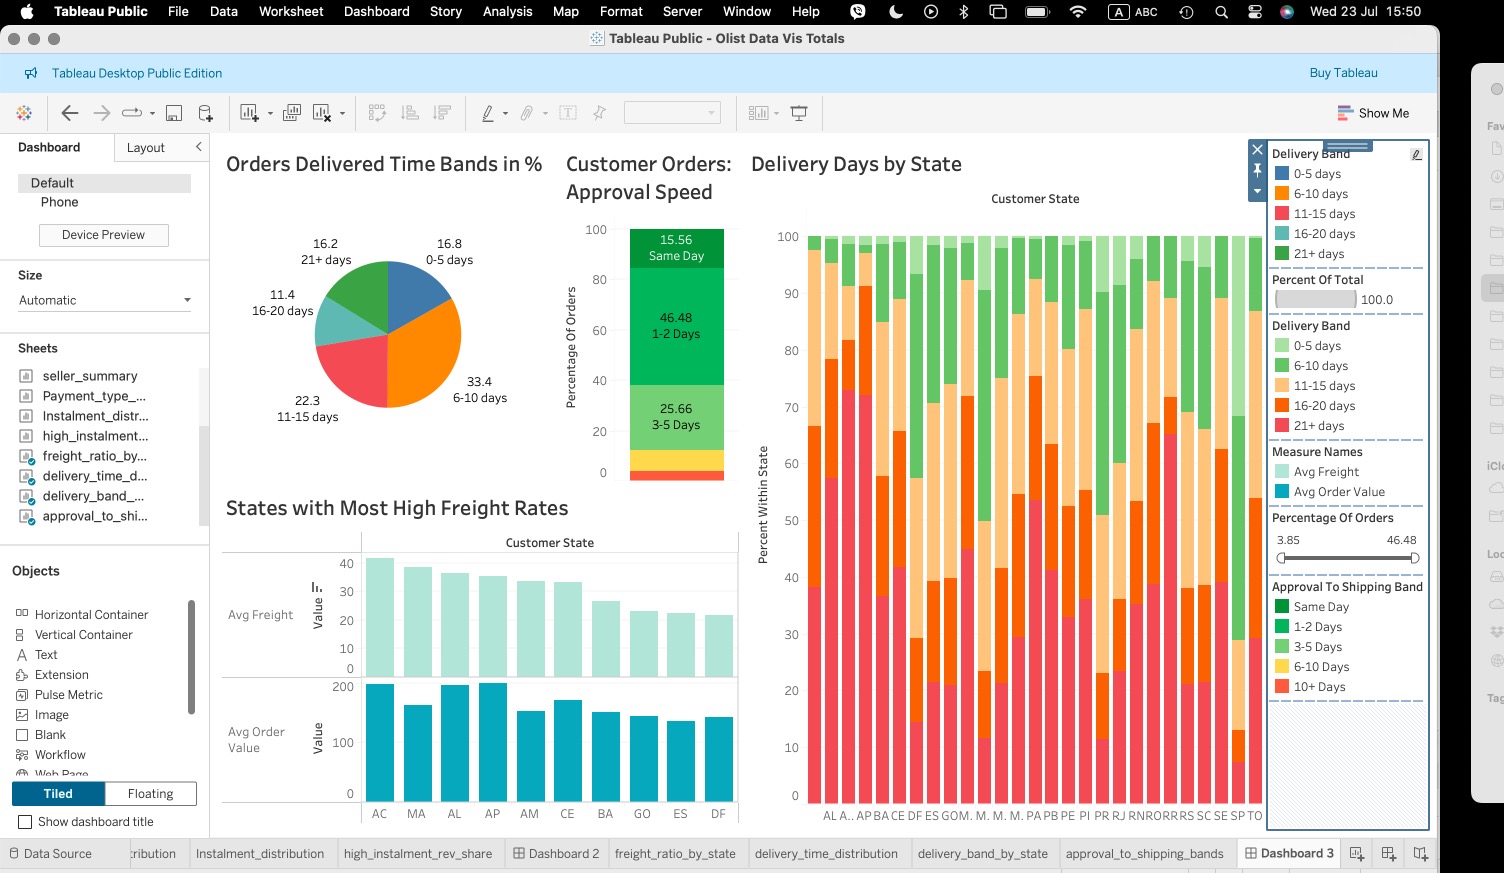 Tableau Public File Data Worksheet Dashboard Story Analysis Map Format Server Window Help A ABC Wed 23 Jul 15:50
Tableau Public - Olist Data Vis Totals
Tableau Desktop Public Edition Buy Tableau
Show Me
Dashboard Layout
Default
Phone
Device Preview
Size
Automatic
Sheets
seller_summary
Payment_type_...
Instalment_distr...
high_instalment...
freight_ratio_by...
delivery_time_d...
delivery_band_...
approval_to_shi...
Objects
Horizontal Container
Vertical Container
A Text
Extension
Pulse Metric
Image
Blank
Workflow
Web Page
Tiled Floating
Show dashboard title
Orders Delivered Time Bands in %
16.2
21+ days
16.8
0-5 days
11.4
16-20 days
33.4
6-10 days
22.3
11-15 days
Customer Orders:
Approval Speed
Percentage Of Orders
100
80
60
40
20
0
15.56
Same Day
46.48
1-2 Days
25.66
3-5 Days
States with Most High Freight Rates
Customer State
Avg Freight
Value
40
30
20
10
0
Avg Order
Value
Value
200
100
0
AC MA AL AP AM CE BA GO ES DF
Delivery Days by State
Customer State
Percent Within State
100
90
80
70
60
50
40
30
20
10
0
AL A.. AP BA CE DF ES GO M. M. M. M. PA PB PE PI PR RJ RN RO RR RS SC SE SP TO
Delivery Band
0-5 days
6-10 days
11-15 days
16-20 days
21+ days
Percent Of Total
100.0
Delivery Band
0-5 days
6-10 days
11-15 days
16-20 days
21+ days
Measure Names
Avg Freight
Avg Order Value
Percentage Of Orders
3.85 46.48
Approval To Shipping Band
Same Day
1-2 Days
3-5 Days
6-10 Days
10+ Days
Fav
iClo
Loc
Tag
Data Source :ribution Instalment_distribution high_instalment_rev_share Dashboard 2 freight_ratio_by_state delivery_time_distribution delivery_band_by_state approval_to_shipping_bands Dashboard 3